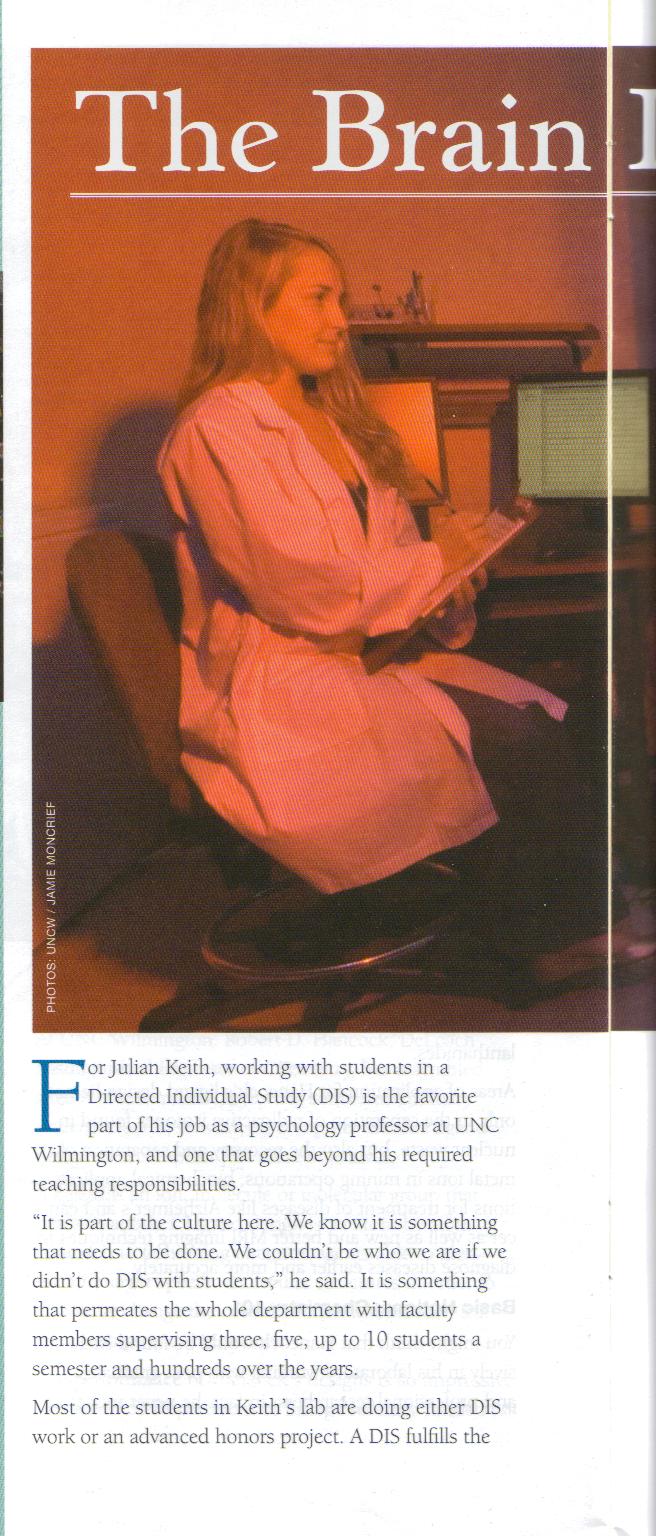 The Brain
PHOTOS: UNCW / JAMIE MONCRIEF
For Julian Keith, working with students in a
Directed Individual Study (DIS) is the favorite
part of his job as a psychology professor at UNC
Wilmington, and one that goes beyond his required
teaching responsibilities.
“It is part of the culture here. We know it is something
that needs to be done. We couldn’t be who we are if we
didn’t do DIS with students,” he said. It is something
that permeates the whole department with faculty
members supervising three, five, up to 10 students a
semester and hundreds over the years.
Most of the students in Keith’s lab are doing either DIS
work or an advanced honors project. A DIS fulfills the